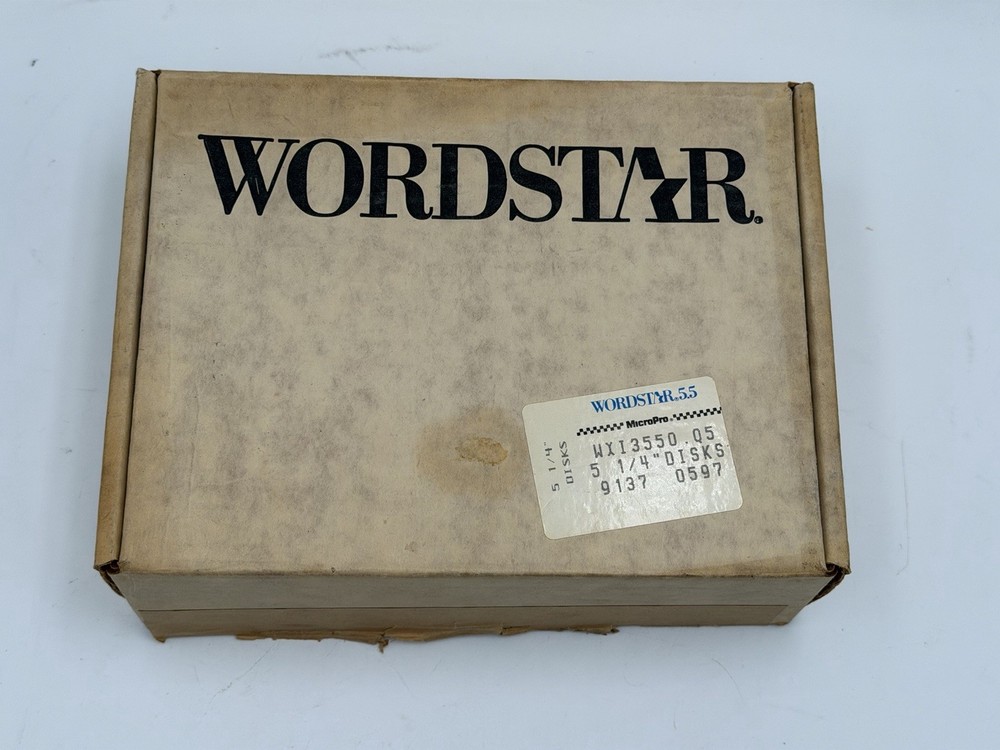 WORDSTAR®
WORDSTAR® 5.5
MicroPro®
WXI3550.Q5
5 1/4" DISKS
9137 0597
5 1/4"
DISKS